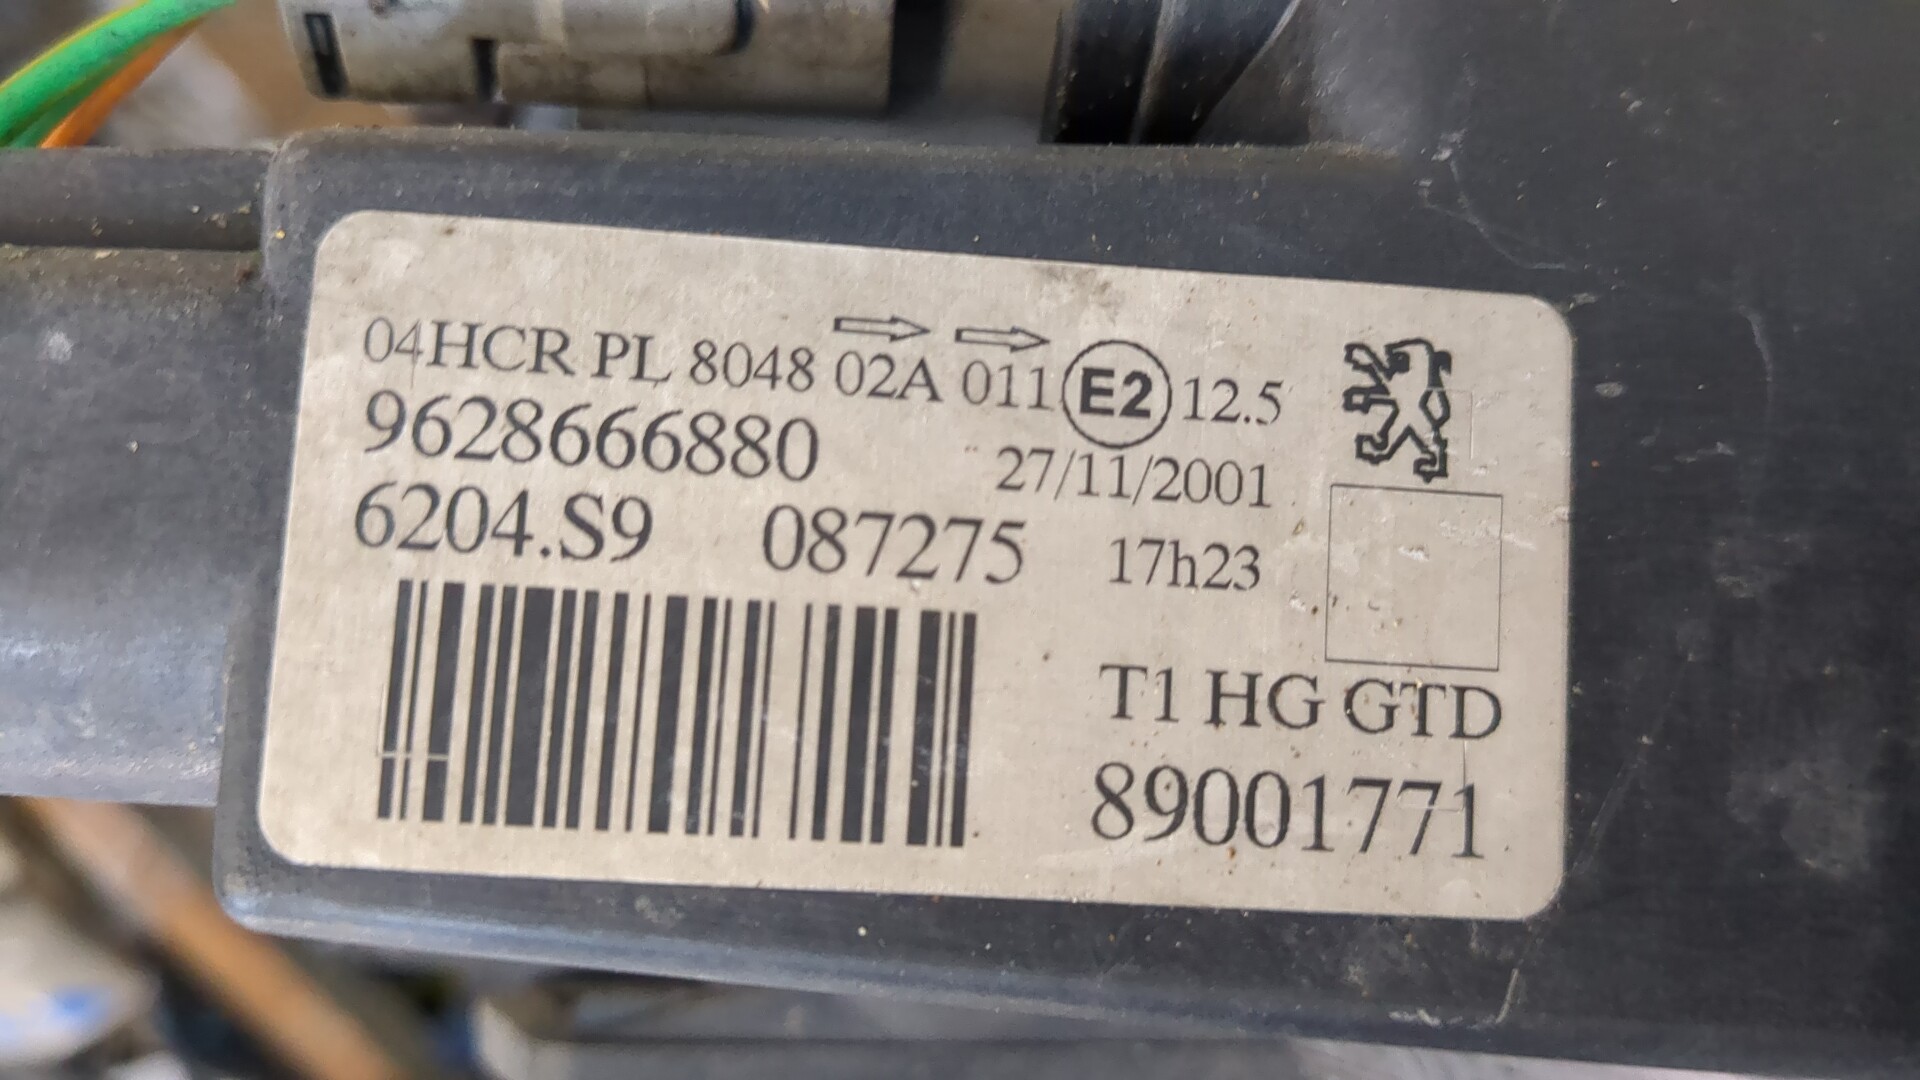 04HCR PL 8048 02A 011 E2 12.5
9628666880 27/11/2001
6204.S9 087275 17h23
T1 HG GTD
89001771